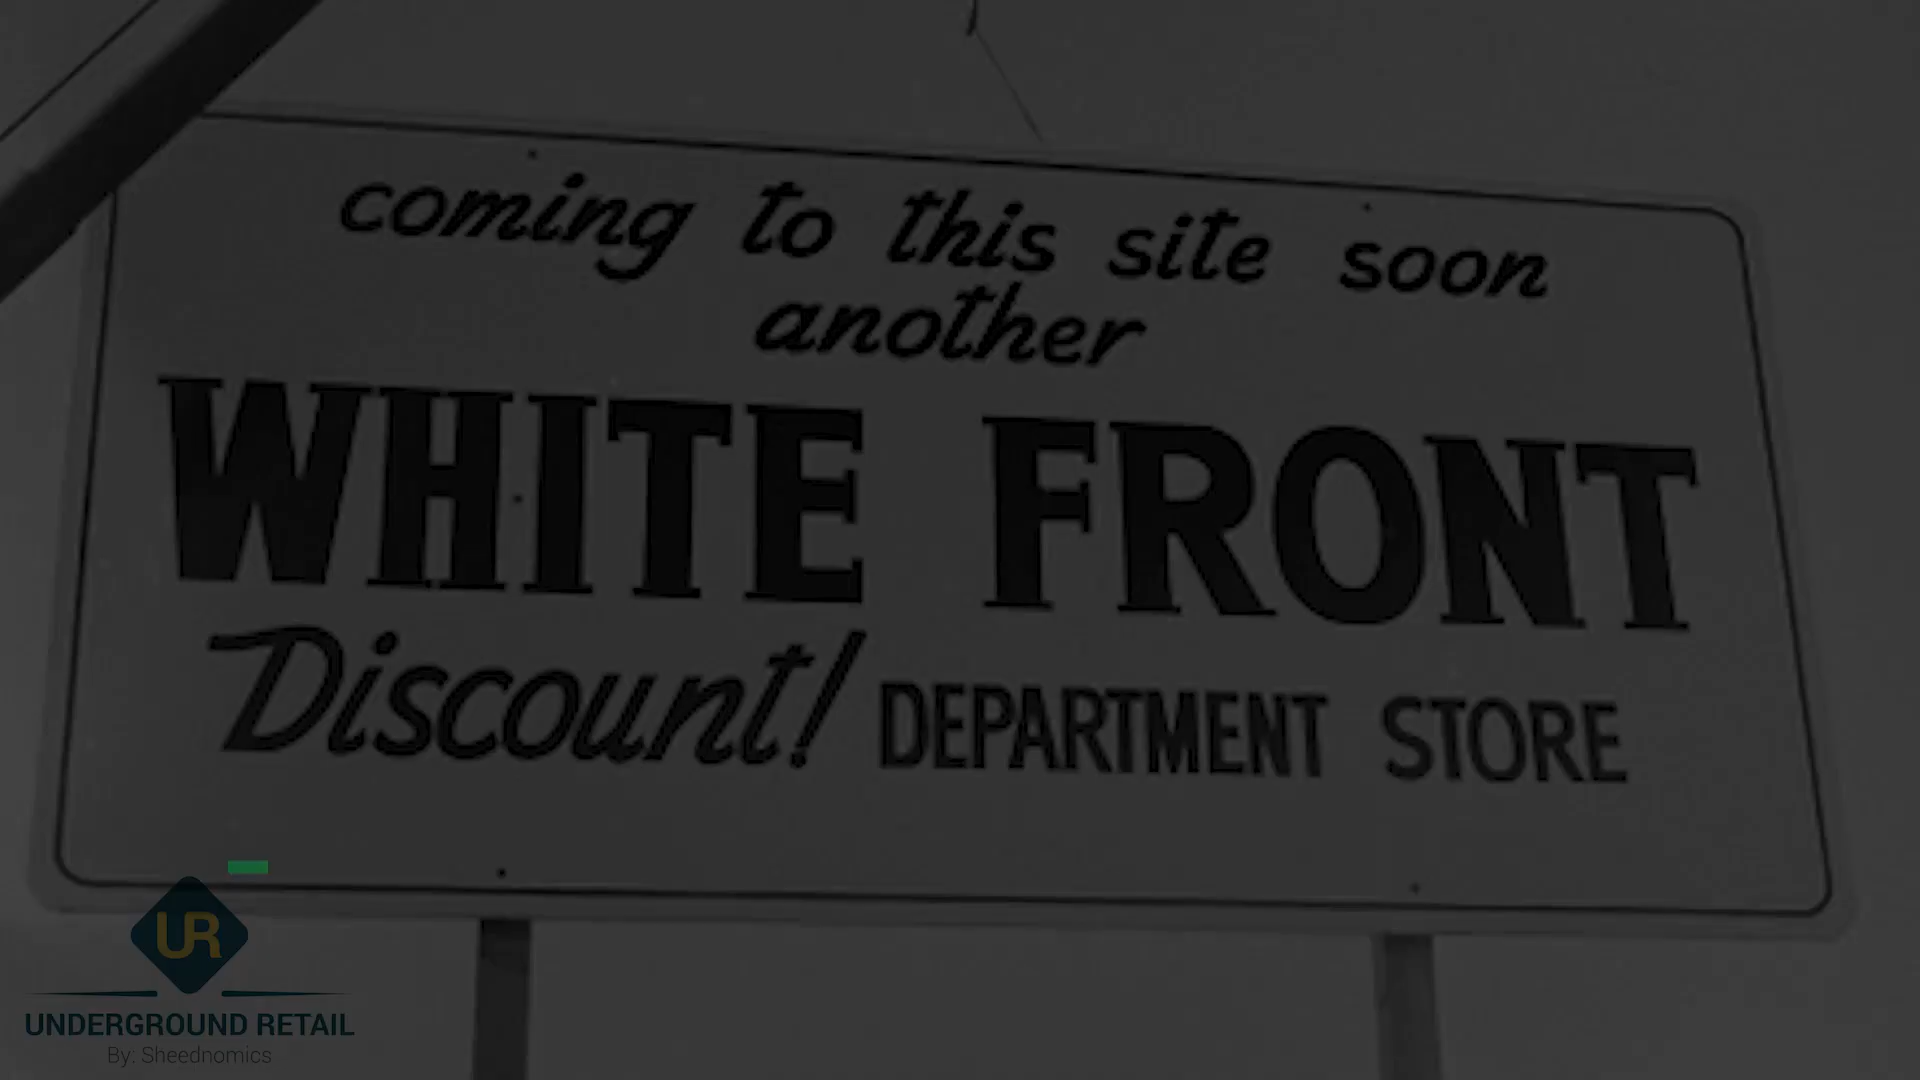 coming to this site soon
another
WHITE FRONT
Discount! DEPARTMENT STORE
UR
UNDERGROUND RETAIL
By: Sheednomics